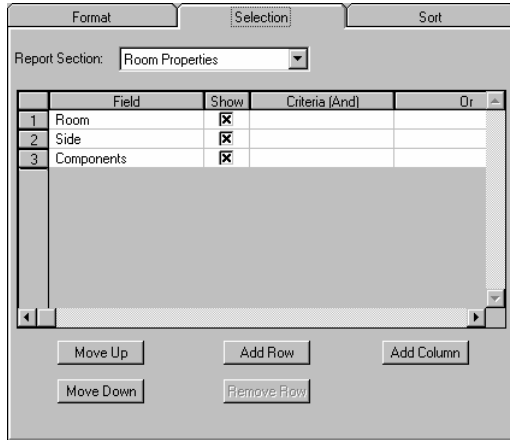 Format Selection Sort
Report Section: Room Properties
Field Show Criteria (And) Or
1 Room
2 Side
3 Components
Move Up Add Row Add Column
Move Down Remove Row